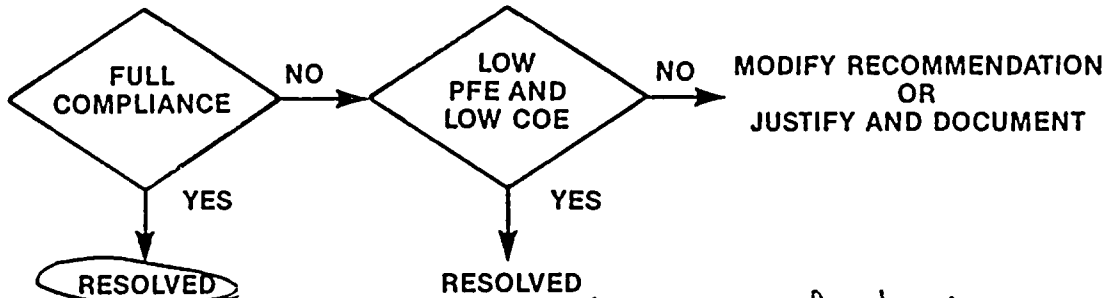 FULL
COMPLIANCE
NO
LOW
PFE AND
LOW COE
NO
MODIFY RECOMMENDATION
OR
JUSTIFY AND DOCUMENT
YES
YES
RESOLVED
RESOLVED